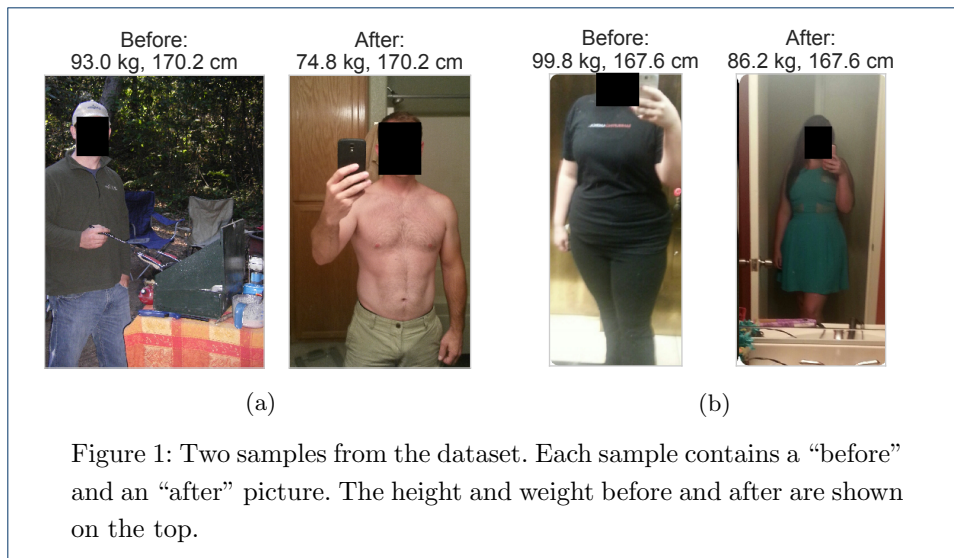 Before:
93.0 kg, 170.2 cm
After:
74.8 kg, 170.2 cm
Before:
99.8 kg, 167.6 cm
After:
86.2 kg, 167.6 cm
(a)
(b)
Figure 1: Two samples from the dataset. Each sample contains a “before”
and an “after” picture. The height and weight before and after are shown
on the top.